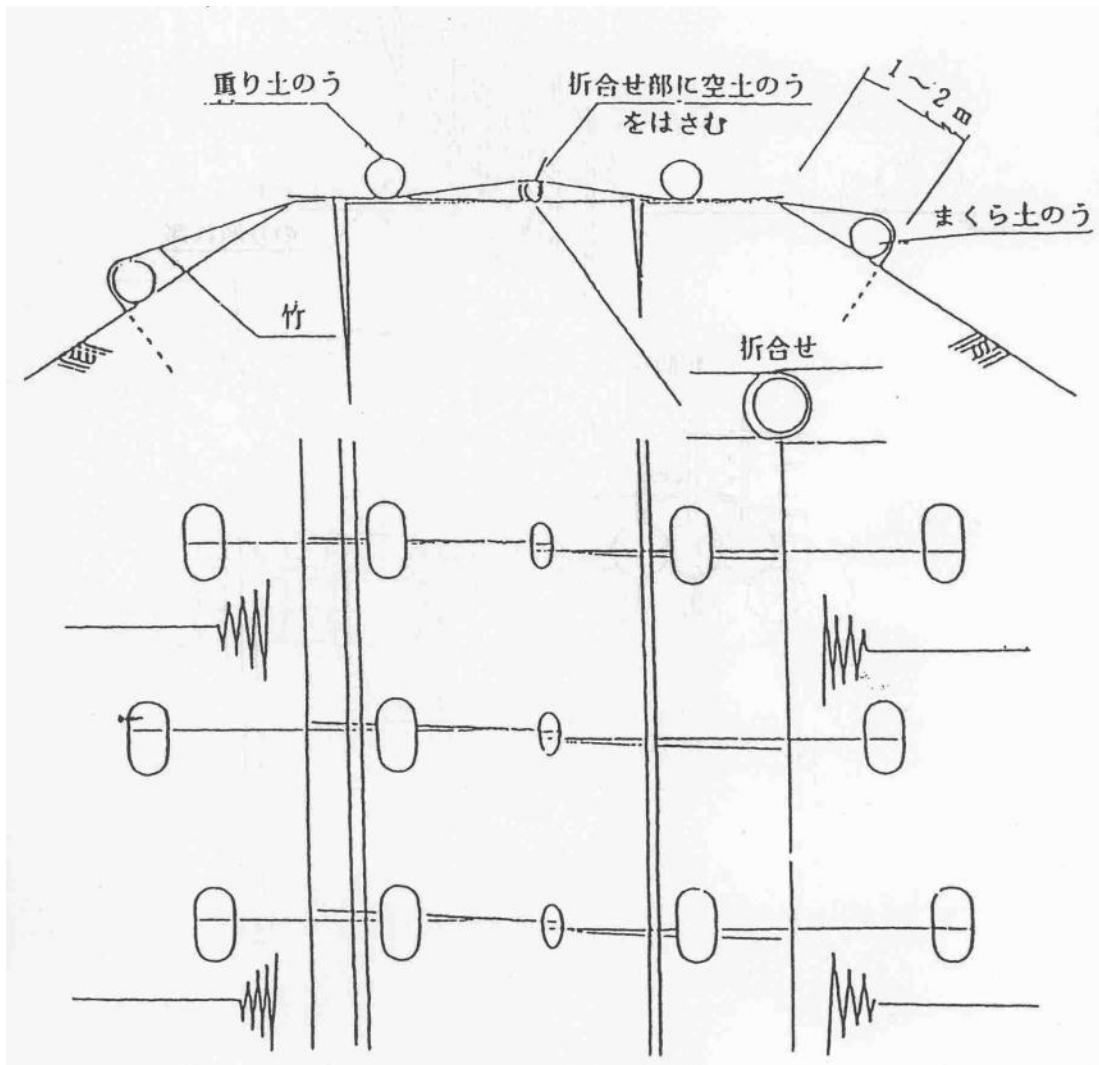 重り土のう
折合せ部に空土のう
をはさむ
1～2m
まくら土のう
竹
折合せ